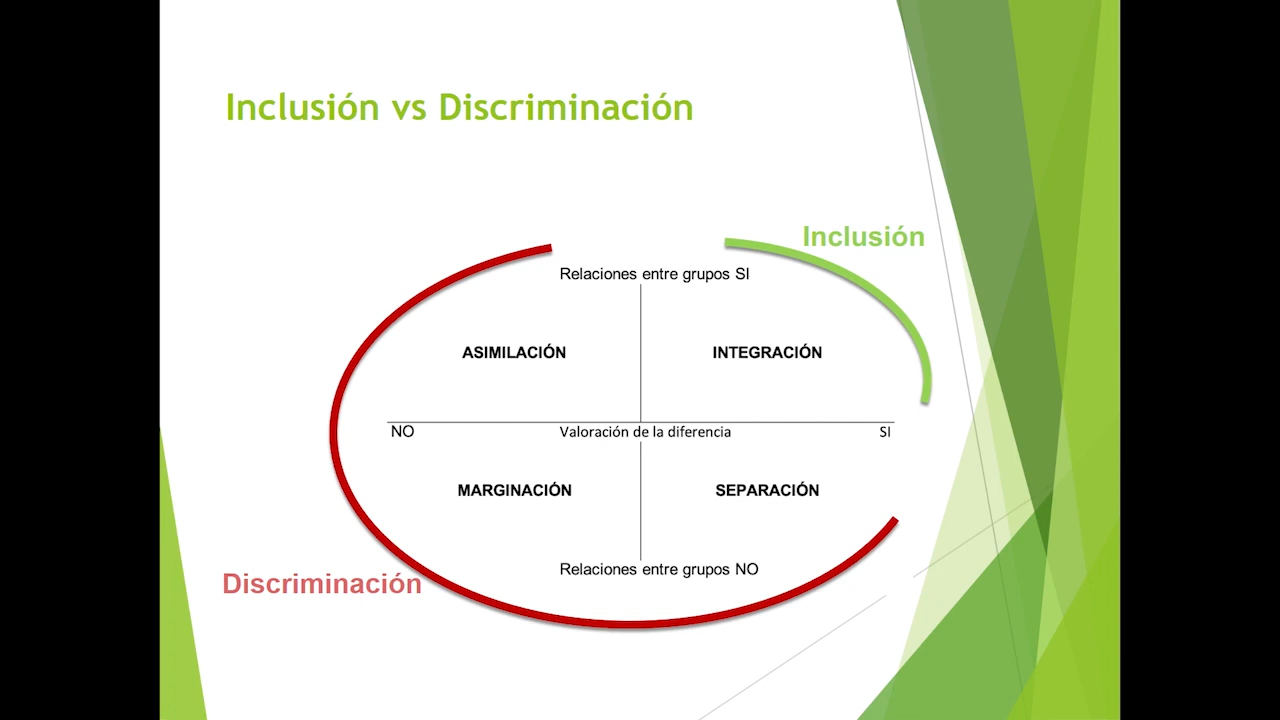 Inclusión vs Discriminación
Inclusión
Relaciones entre grupos SI
ASIMILACIÓN
INTEGRACIÓN
NO
Valoración de la diferencia
SI
MARGINACIÓN
SEPARACIÓN
Relaciones entre grupos NO
Discriminación